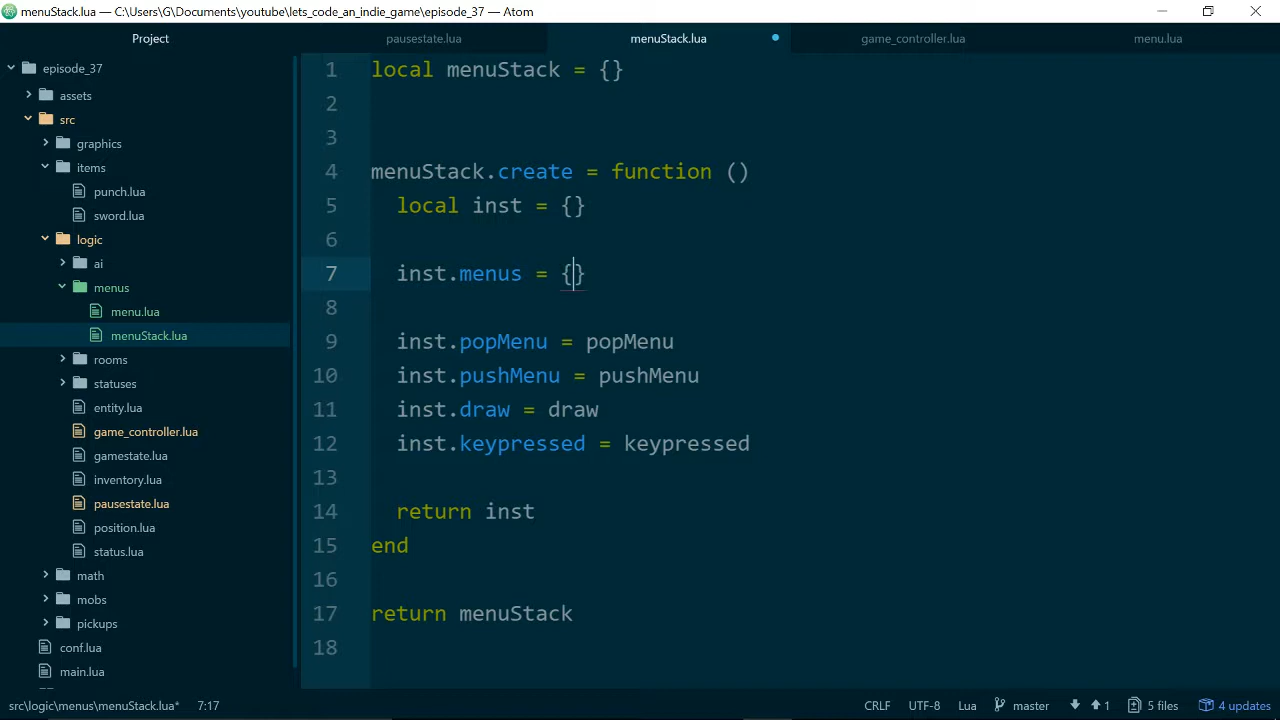 menuStack.lua — C:\Users\G\Documents\youtube\lets_code_an_indie_game\episode_37 — Atom
Project
pausestate.lua
menuStack.lua
game_controller.lua
menu.lua
episode_37
assets
src
graphics
items
punch.lua
sword.lua
logic
ai
menus
menu.lua
menuStack.lua
rooms
statuses
entity.lua
game_controller.lua
gamestate.lua
inventory.lua
pausestate.lua
position.lua
status.lua
math
mobs
pickups
conf.lua
main.lua
1 local menuStack = {}
2
3
4 menuStack.create = function ()
5 local inst = {}
6
7 inst.menus = {}
8
9 inst.popMenu = popMenu
10 inst.pushMenu = pushMenu
11 inst.draw = draw
12 inst.keypressed = keypressed
13
14 return inst
15 end
16
17 return menuStack
18
src\logic\menus\menuStack.lua* 7:17 CRLF UTF-8 Lua master 1 5 files 4 updates